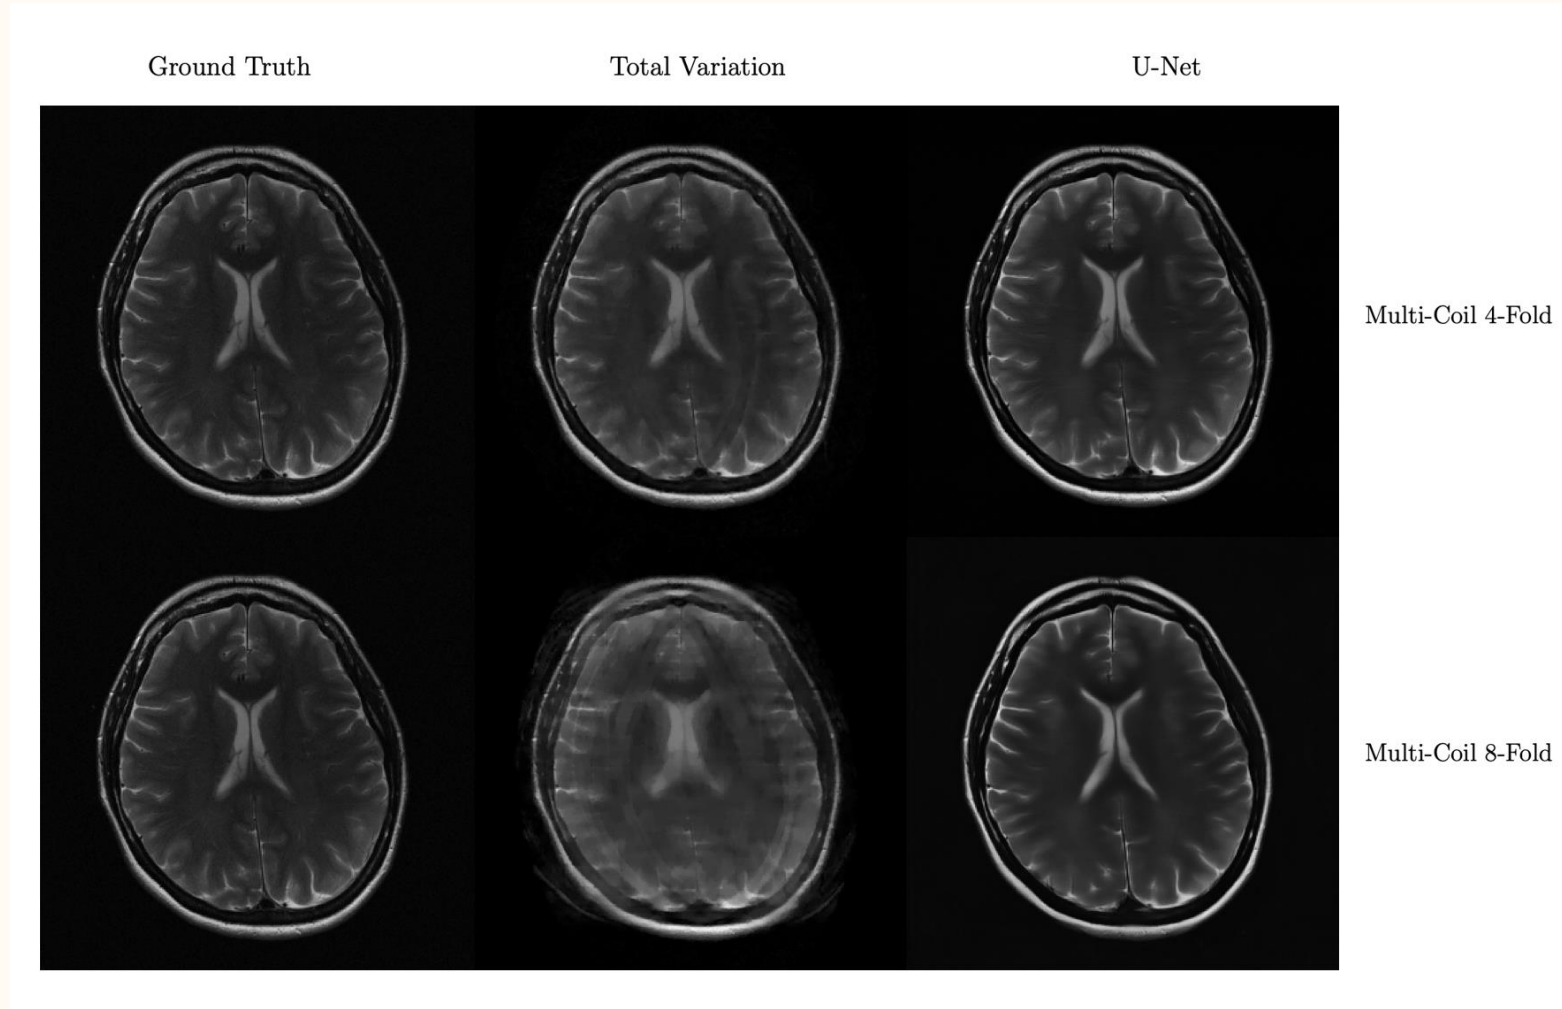 Ground Truth
Total Variation
U-Net
Multi-Coil 4-Fold
Multi-Coil 8-Fold